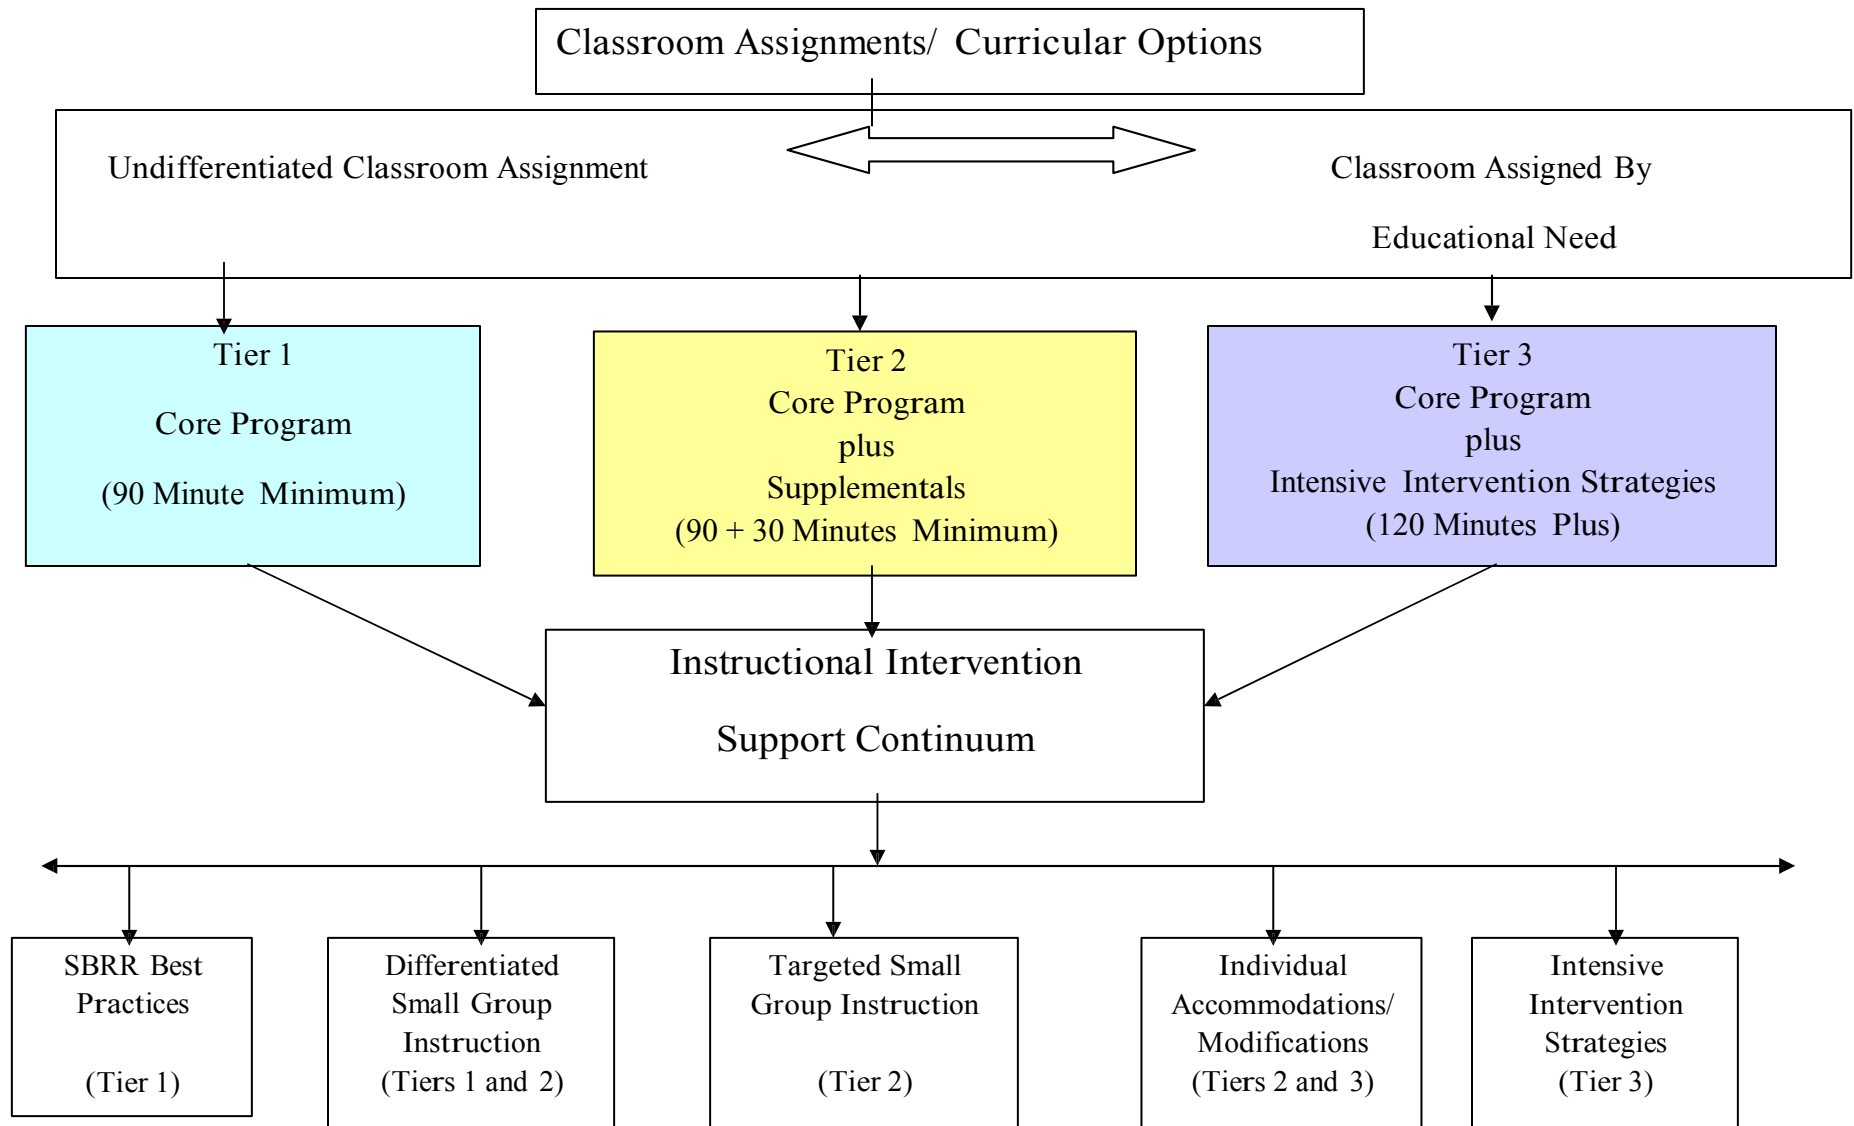 Classroom Assignments/ Curricular Options
Undifferentiated Classroom Assignment
Classroom Assigned By
Educational Need
Tier 1
Core Program
(90 Minute Minimum)
Tier 2
Core Program
plus
Supplementals
(90 + 30 Minutes Minimum)
Tier 3
Core Program
plus
Intensive Intervention Strategies
(120 Minutes Plus)
Instructional Intervention
Support Continuum
SBRR Best
Practices
(Tier 1)
Differentiated
Small Group
Instruction
(Tiers 1 and 2)
Targeted Small
Group Instruction
(Tier 2)
Individual
Accommodations/
Modifications
(Tiers 2 and 3)
Intensive
Intervention
Strategies
(Tier 3)